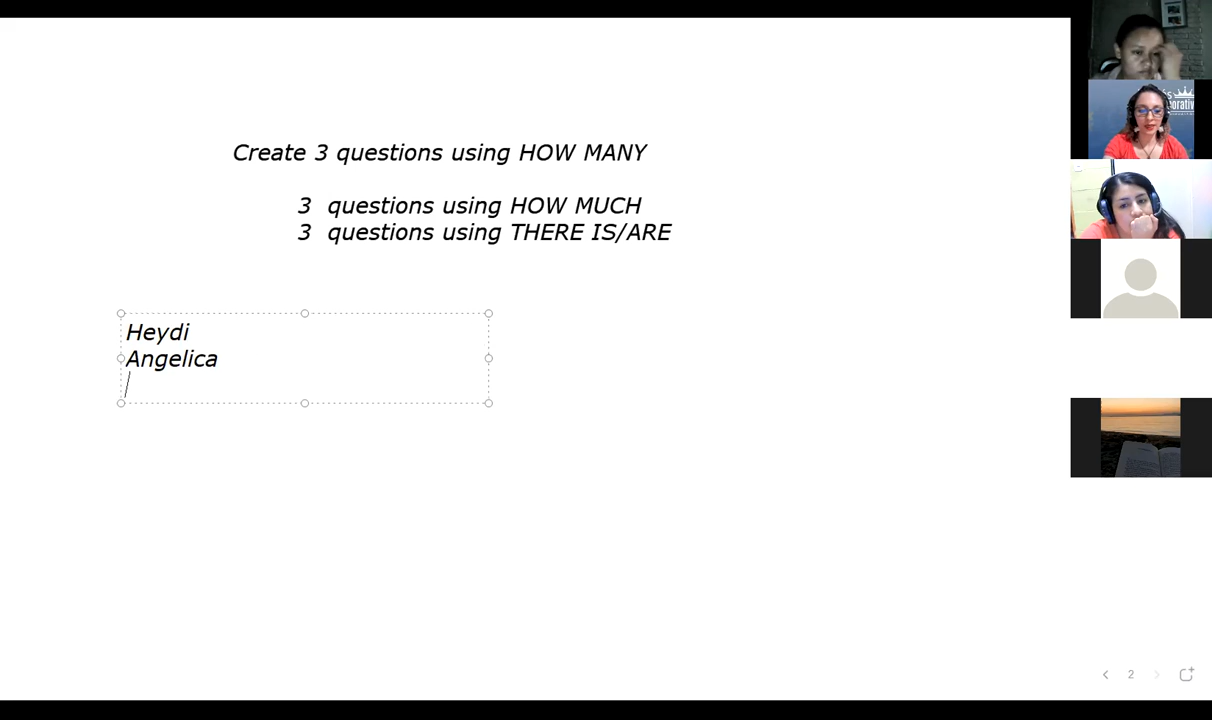 Create 3 questions using HOW MANY
3 questions using HOW MUCH
3 questions using THERE IS/ARE
Heydi
Angelica
2